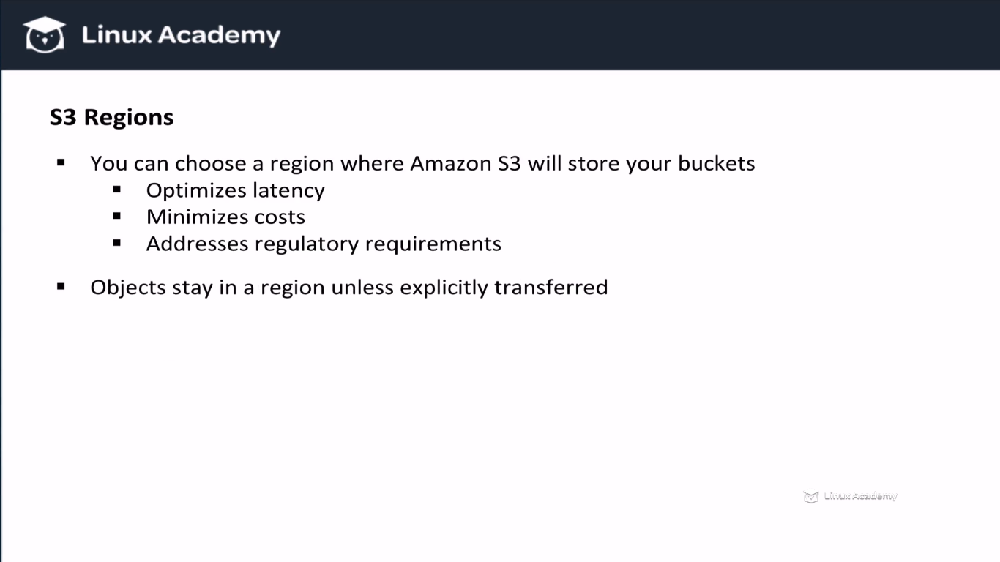 Linux Academy
S3 Regions
▪ You can choose a region where Amazon S3 will store your buckets
▪ Optimizes latency
▪ Minimizes costs
▪ Addresses regulatory requirements
▪ Objects stay in a region unless explicitly transferred
Linux Academy